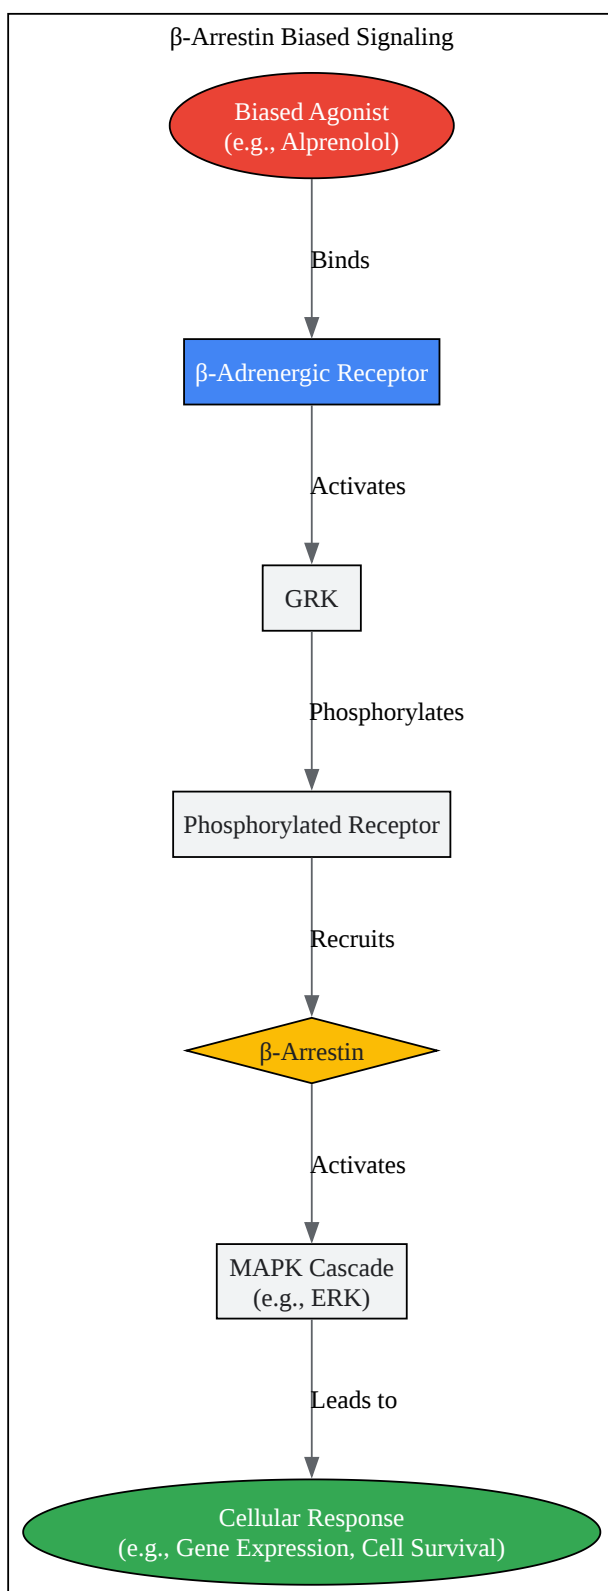 β-Arrestin Biased Signaling
Biased Agonist
(e.g., Alprenolol)
Binds
β-Adrenergic Receptor
Activates
GRK
Phosphorylates
Phosphorylated Receptor
Recruits
β-Arrestin
Activates
MAPK Cascade
(e.g., ERK)
Leads to
Cellular Response
(e.g., Gene Expression, Cell Survival)